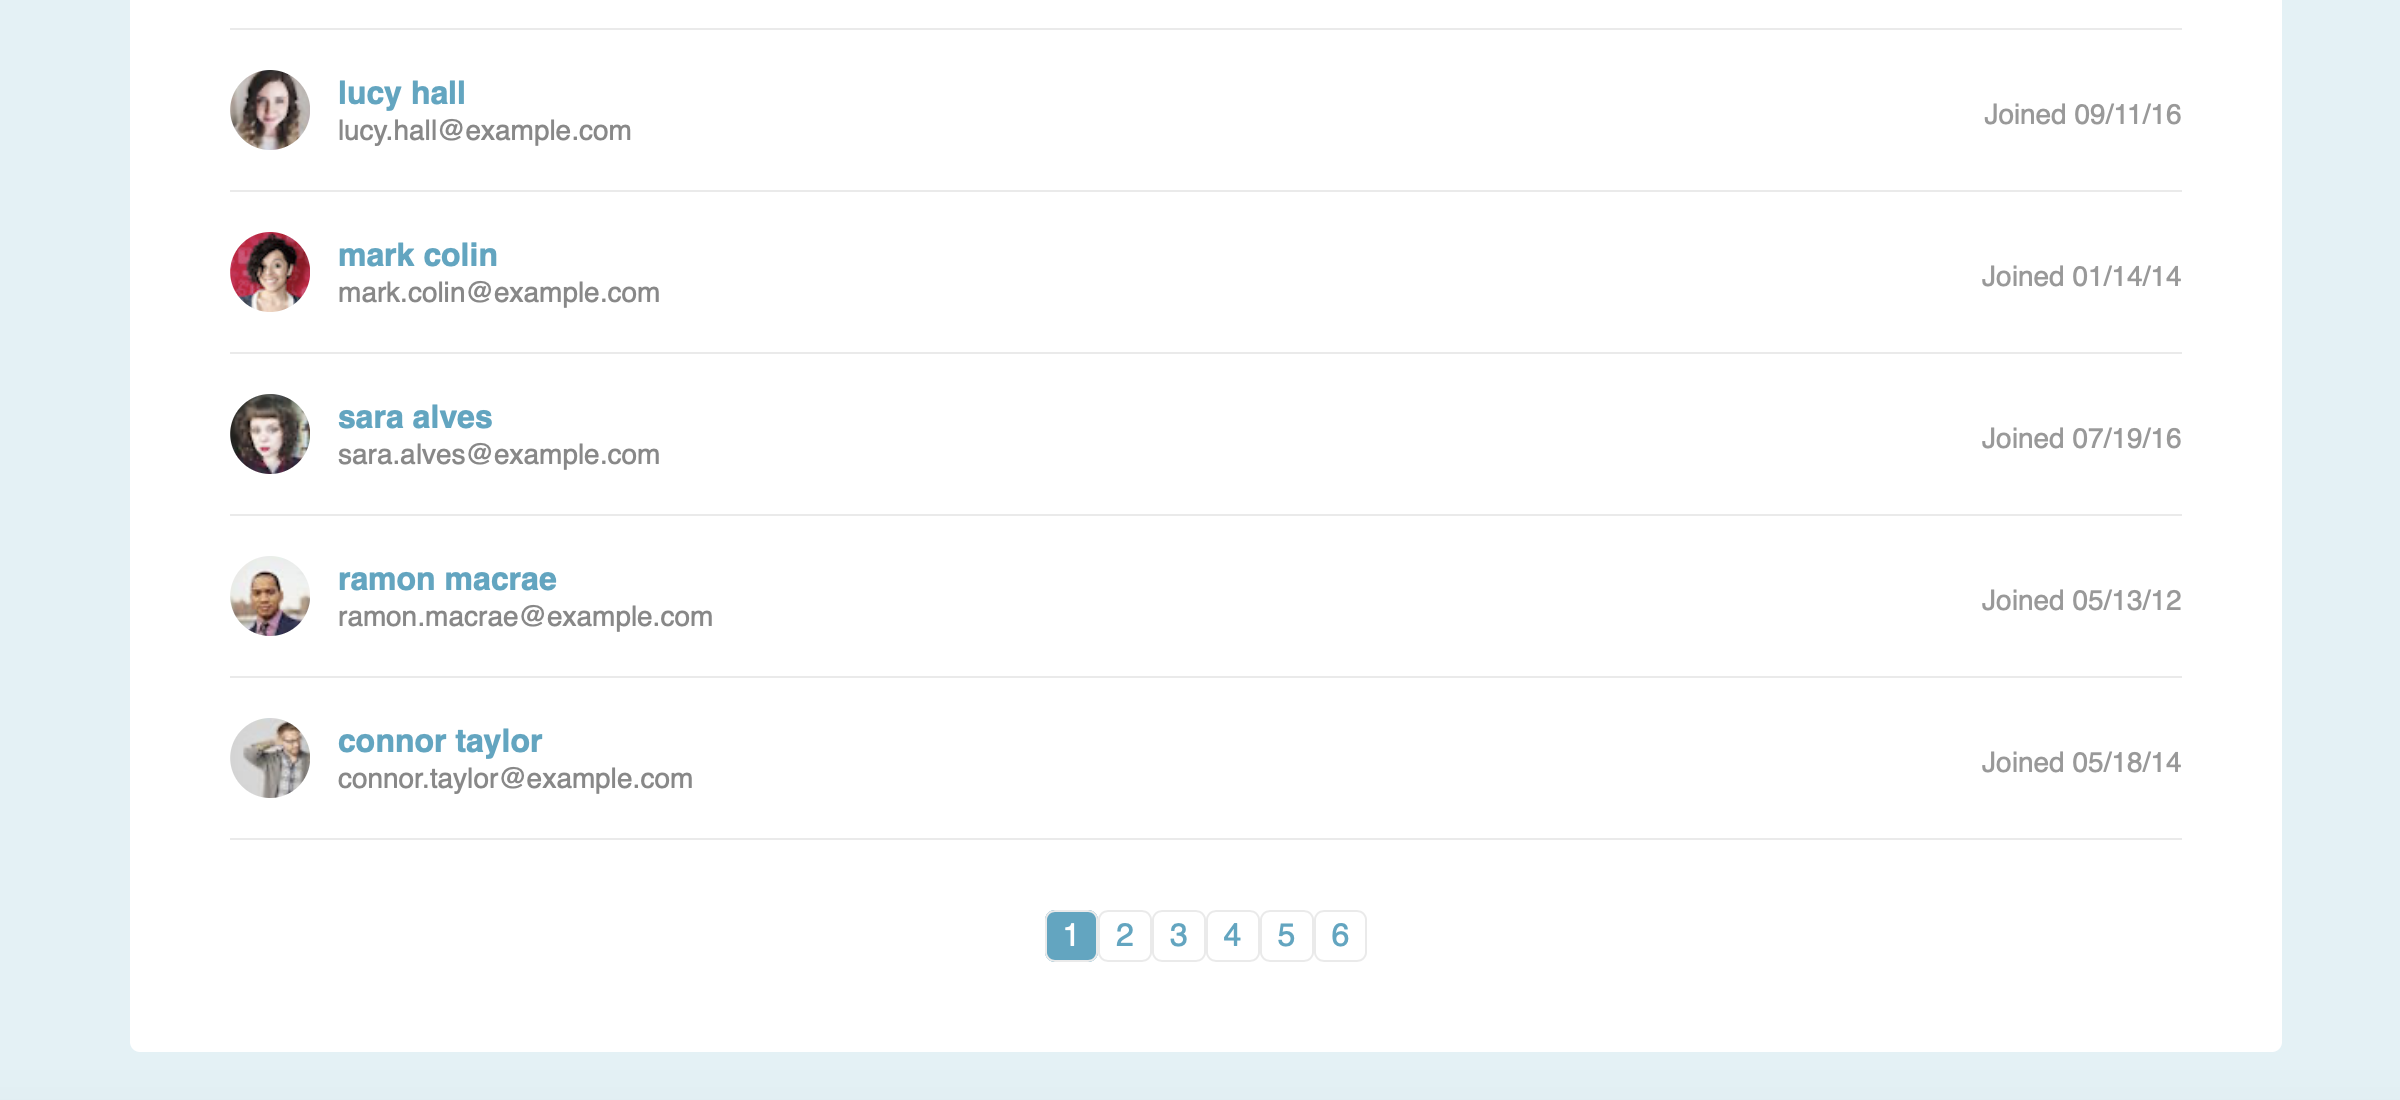 lucy hall
lucy.hall@example.com
Joined 09/11/16
mark colin
mark.colin@example.com
Joined 01/14/14
sara alves
sara.alves@example.com
Joined 07/19/16
ramon macrae
ramon.macrae@example.com
Joined 05/13/12
connor taylor
connor.taylor@example.com
Joined 05/18/14
1 2 3 4 5 6